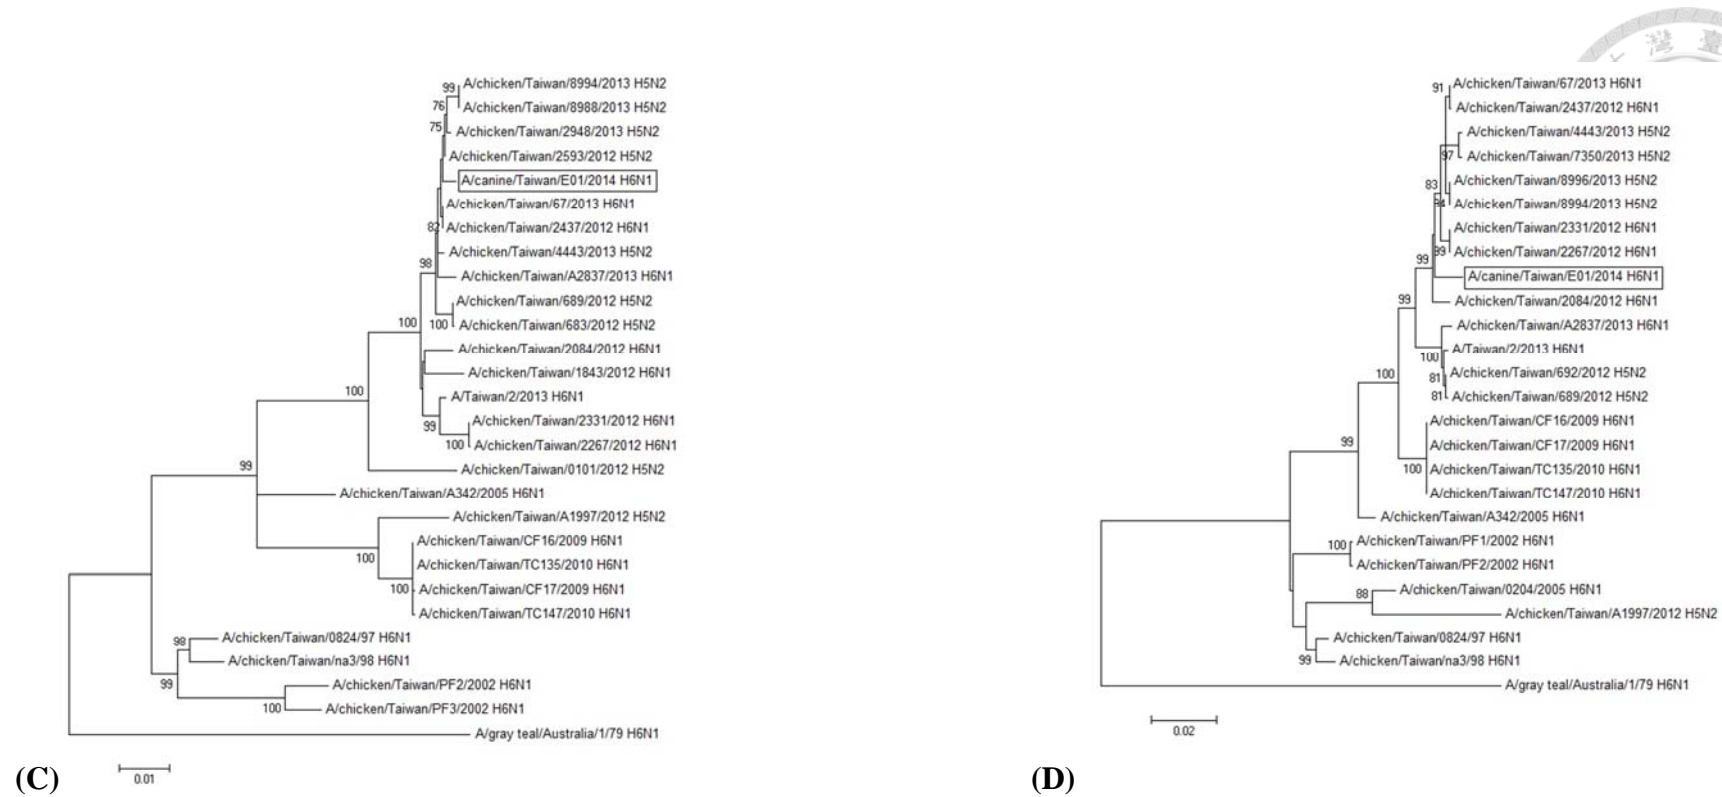 灣 臺
99 A/chicken/Taiwan/8994/2013 H5N2
76 A/chicken/Taiwan/8988/2013 H5N2
75 A/chicken/Taiwan/2948/2013 H5N2
A/chicken/Taiwan/2593/2012 H5N2
A/canine/Taiwan/E01/2014 H6N1
A/chicken/Taiwan/67/2013 H6N1
82 A/chicken/Taiwan/2437/2012 H6N1
A/chicken/Taiwan/4443/2013 H5N2
98 A/chicken/Taiwan/A2837/2013 H6N1
A/chicken/Taiwan/689/2012 H5N2
100 100 A/chicken/Taiwan/683/2012 H5N2
A/chicken/Taiwan/2084/2012 H6N1
A/chicken/Taiwan/1843/2012 H6N1
100 A/Taiwan/2/2013 H6N1
99 A/chicken/Taiwan/2331/2012 H6N1
100 A/chicken/Taiwan/2267/2012 H6N1
99 A/chicken/Taiwan/0101/2012 H5N2
A/chicken/Taiwan/A342/2005 H6N1
A/chicken/Taiwan/A1997/2012 H5N2
A/chicken/Taiwan/CF16/2009 H6N1
100 A/chicken/Taiwan/TC135/2010 H6N1
100 A/chicken/Taiwan/CF17/2009 H6N1
A/chicken/Taiwan/TC147/2010 H6N1
98 A/chicken/Taiwan/0824/97 H6N1
A/chicken/Taiwan/na3/98 H6N1
99 A/chicken/Taiwan/PF2/2002 H6N1
100 A/chicken/Taiwan/PF3/2002 H6N1
A/gray teal/Australia/1/79 H6N1
0.01
(C)
91 A/chicken/Taiwan/67/2013 H6N1
A/chicken/Taiwan/2437/2012 H6N1
A/chicken/Taiwan/4443/2013 H5N2
97 A/chicken/Taiwan/7350/2013 H5N2
83 A/chicken/Taiwan/8996/2013 H5N2
94 A/chicken/Taiwan/8994/2013 H5N2
A/chicken/Taiwan/2331/2012 H6N1
99 A/chicken/Taiwan/2267/2012 H6N1
99 A/canine/Taiwan/E01/2014 H6N1
99 A/chicken/Taiwan/2084/2012 H6N1
A/chicken/Taiwan/A2837/2013 H6N1
100 A/Taiwan/2/2013 H6N1
100 81 A/chicken/Taiwan/692/2012 H5N2
81 A/chicken/Taiwan/689/2012 H5N2
A/chicken/Taiwan/CF16/2009 H6N1
99 A/chicken/Taiwan/CF17/2009 H6N1
100 A/chicken/Taiwan/TC135/2010 H6N1
A/chicken/Taiwan/TC147/2010 H6N1
A/chicken/Taiwan/A342/2005 H6N1
100 A/chicken/Taiwan/PF1/2002 H6N1
A/chicken/Taiwan/PF2/2002 H6N1
88 A/chicken/Taiwan/0204/2005 H6N1
A/chicken/Taiwan/A1997/2012 H5N2
A/chicken/Taiwan/0824/97 H6N1
99 A/chicken/Taiwan/na3/98 H6N1
A/gray teal/Australia/1/79 H6N1
0.02
(D)